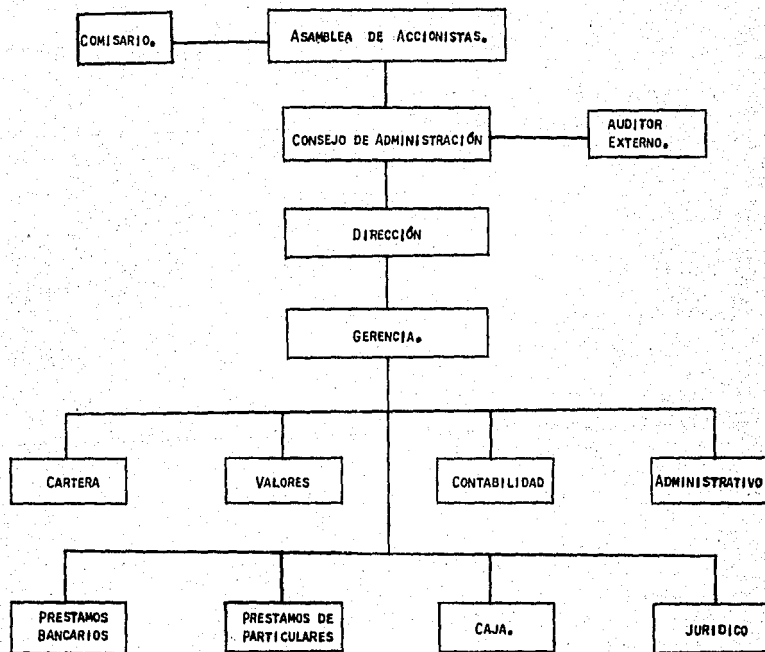 COMISARIO.
ASAMBLEA DE ACCIONISTAS.
CONSEJO DE ADMINISTRACIÓN
AUDITOR
EXTERNO.
DIRECCIÓN
GERENCIA.
CARTERA
VALORES
CONTABILIDAD
ADMINISTRATIVO
PRESTAMOS
BANCARIOS
PRESTAMOS DE
PARTICULARES
CAJA.
JURIDICO